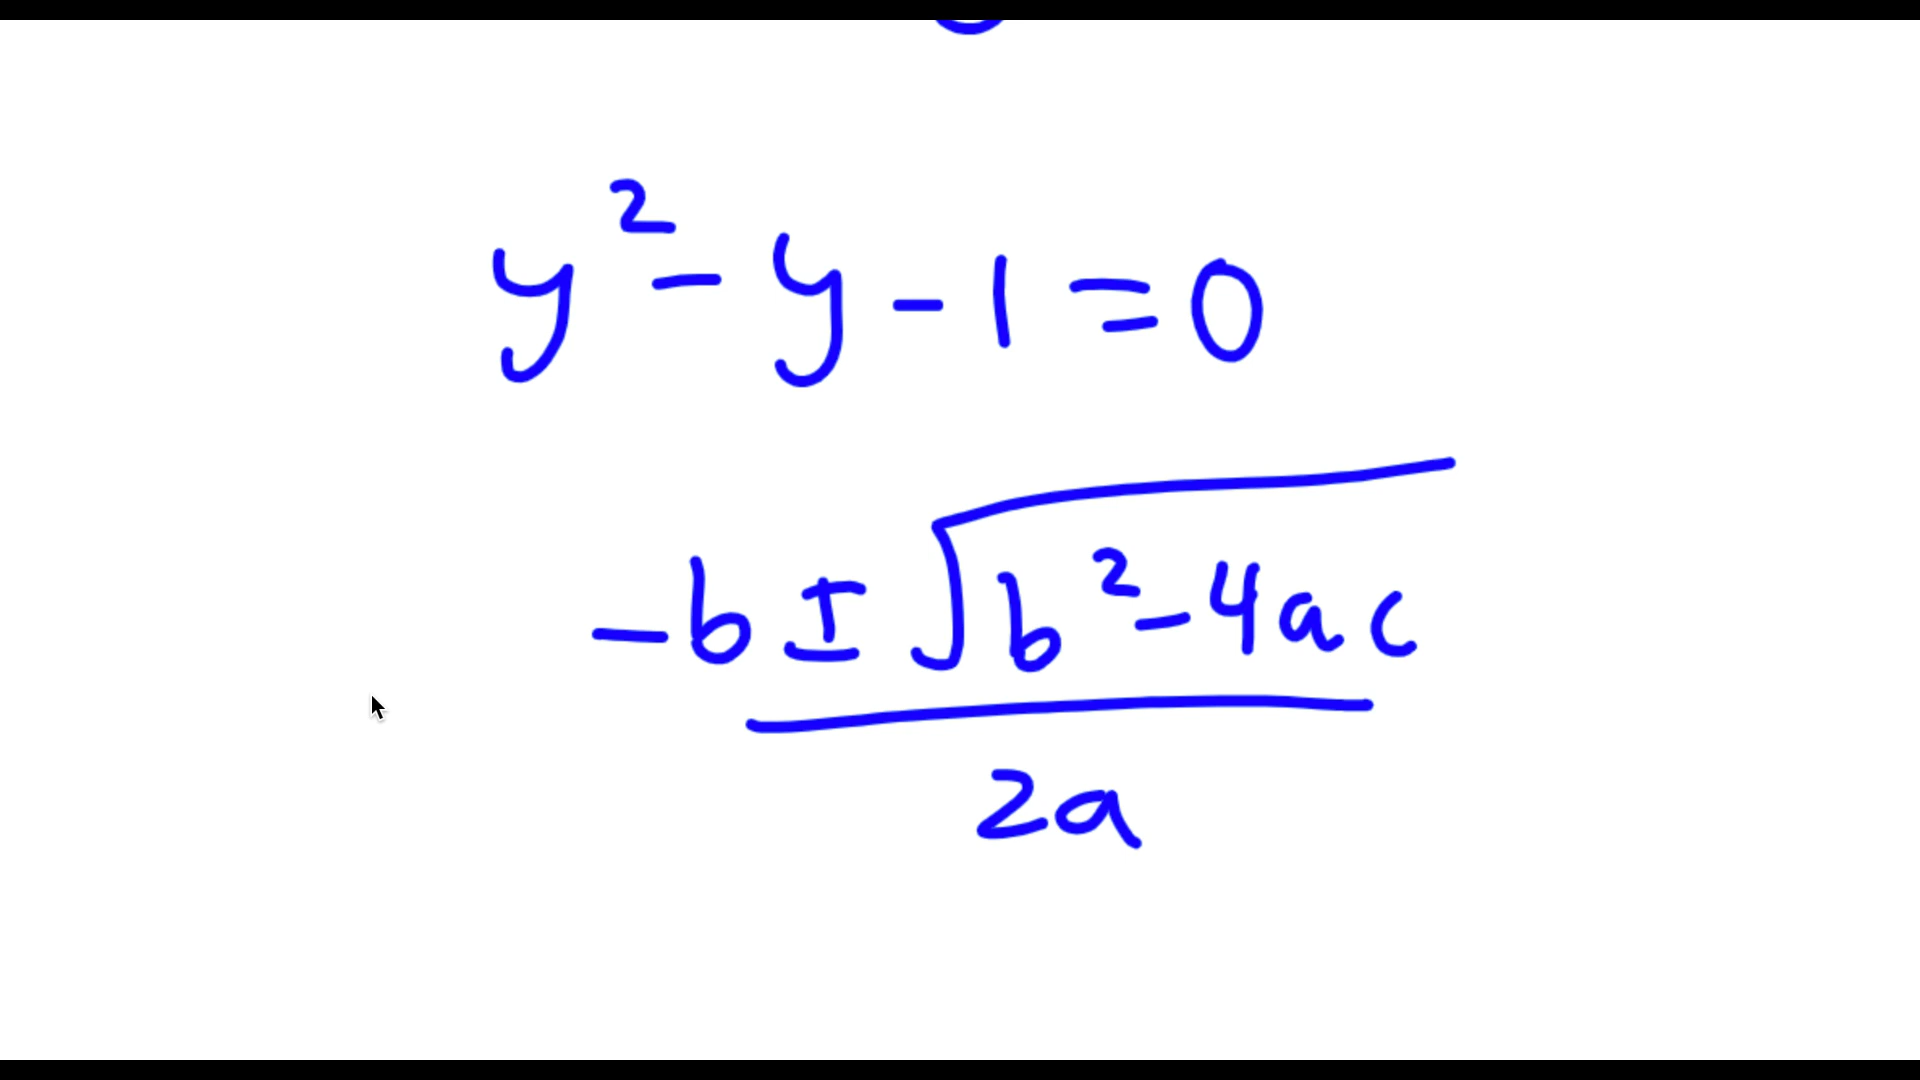 y² - y - 1 = 0
-b ± √b² - 4ac
2a